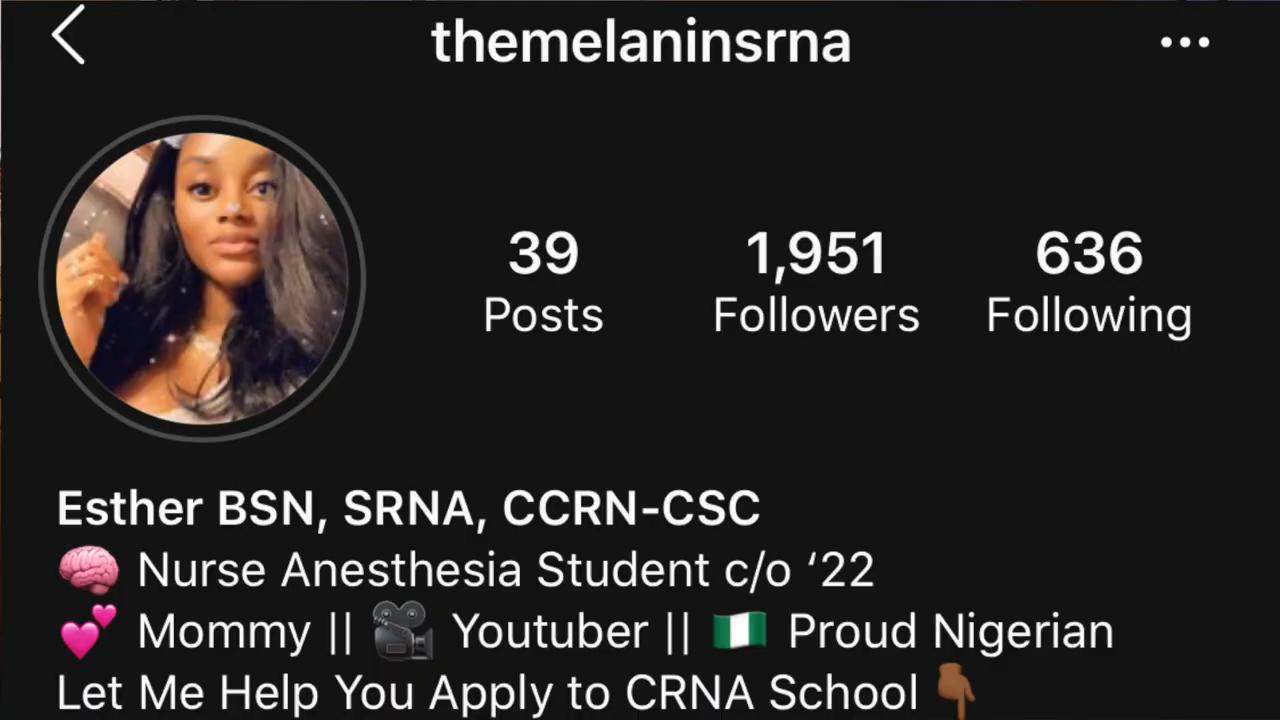 themelaninsrna
39 1,951 636
Posts Followers Following
Esther BSN, SRNA, CCRN-CSC
🧠 Nurse Anesthesia Student c/o ‘22
💕 Mommy || 🎥 Youtuber || 🇳🇬 Proud Nigerian
Let Me Help You Apply to CRNA School 👇🏾